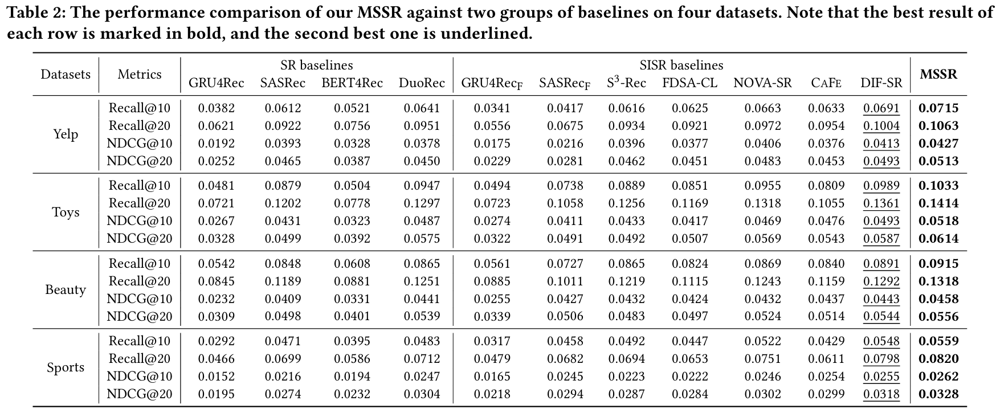 Table 2: The performance comparison of our MSSR against two groups of baselines on four datasets. Note that the best result of
each row is marked in bold, and the second best one is underlined.
Datasets Metrics SR baselines SISR baselines MSSR
GRU4Rec SASRec BERT4Rec DuoRec GRU4RecF SASRecF S3-Rec FDSA-CL NOVA-SR CAFE DIF-SR
Yelp
Recall@10 0.0382 0.0612 0.0521 0.0641 0.0341 0.0417 0.0616 0.0625 0.0663 0.0633 0.0691 0.0715
Recall@20 0.0621 0.0922 0.0756 0.0951 0.0556 0.0675 0.0934 0.0921 0.0972 0.0954 0.1004 0.1063
NDCG@10 0.0192 0.0393 0.0328 0.0378 0.0175 0.0216 0.0396 0.0377 0.0406 0.0376 0.0413 0.0427
NDCG@20 0.0252 0.0465 0.0387 0.0450 0.0229 0.0281 0.0462 0.0451 0.0483 0.0453 0.0493 0.0513
Toys
Recall@10 0.0481 0.0879 0.0504 0.0947 0.0494 0.0738 0.0889 0.0851 0.0955 0.0809 0.0989 0.1033
Recall@20 0.0721 0.1202 0.0778 0.1297 0.0723 0.1058 0.1256 0.1169 0.1318 0.1055 0.1361 0.1414
NDCG@10 0.0267 0.0431 0.0323 0.0487 0.0274 0.0411 0.0433 0.0417 0.0469 0.0476 0.0493 0.0518
NDCG@20 0.0328 0.0499 0.0392 0.0575 0.0322 0.0491 0.0492 0.0507 0.0569 0.0543 0.0587 0.0614
Beauty
Recall@10 0.0542 0.0848 0.0608 0.0865 0.0561 0.0727 0.0865 0.0824 0.0869 0.0840 0.0891 0.0915
Recall@20 0.0845 0.1189 0.0881 0.1251 0.0885 0.1011 0.1219 0.1115 0.1243 0.1159 0.1292 0.1318
NDCG@10 0.0232 0.0409 0.0331 0.0441 0.0255 0.0427 0.0432 0.0424 0.0432 0.0437 0.0443 0.0458
NDCG@20 0.0309 0.0498 0.0401 0.0539 0.0339 0.0506 0.0483 0.0497 0.0524 0.0514 0.0544 0.0556
Sports
Recall@10 0.0292 0.0471 0.0395 0.0483 0.0317 0.0458 0.0492 0.0447 0.0522 0.0429 0.0548 0.0559
Recall@20 0.0466 0.0699 0.0586 0.0712 0.0479 0.0682 0.0694 0.0653 0.0751 0.0611 0.0798 0.0820
NDCG@10 0.0152 0.0216 0.0194 0.0247 0.0165 0.0245 0.0223 0.0222 0.0246 0.0254 0.0255 0.0262
NDCG@20 0.0195 0.0274 0.0232 0.0304 0.0218 0.0294 0.0287 0.0284 0.0302 0.0299 0.0318 0.0328